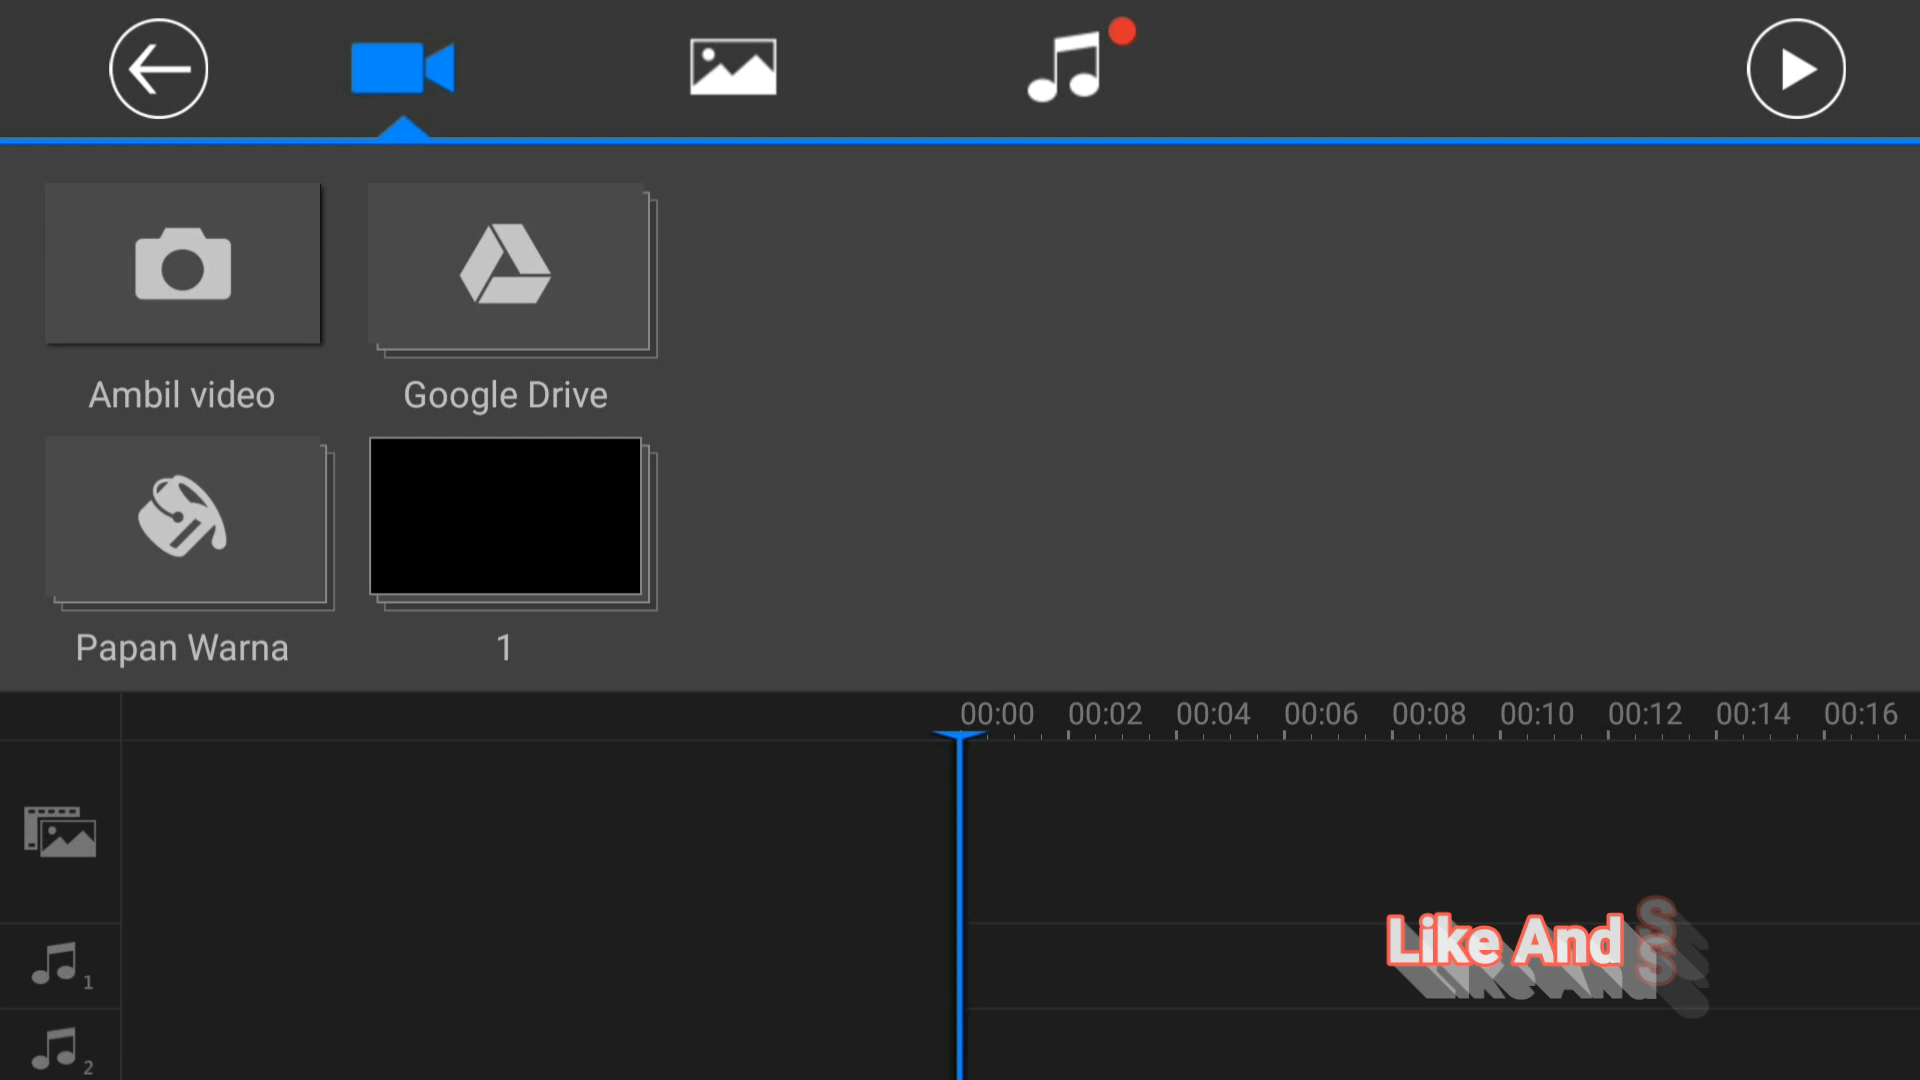 Ambil video
Google Drive
Papan Warna
1
00:00 00:02 00:04 00:06 00:08 00:10 00:12 00:14 00:16
Like And
1
2